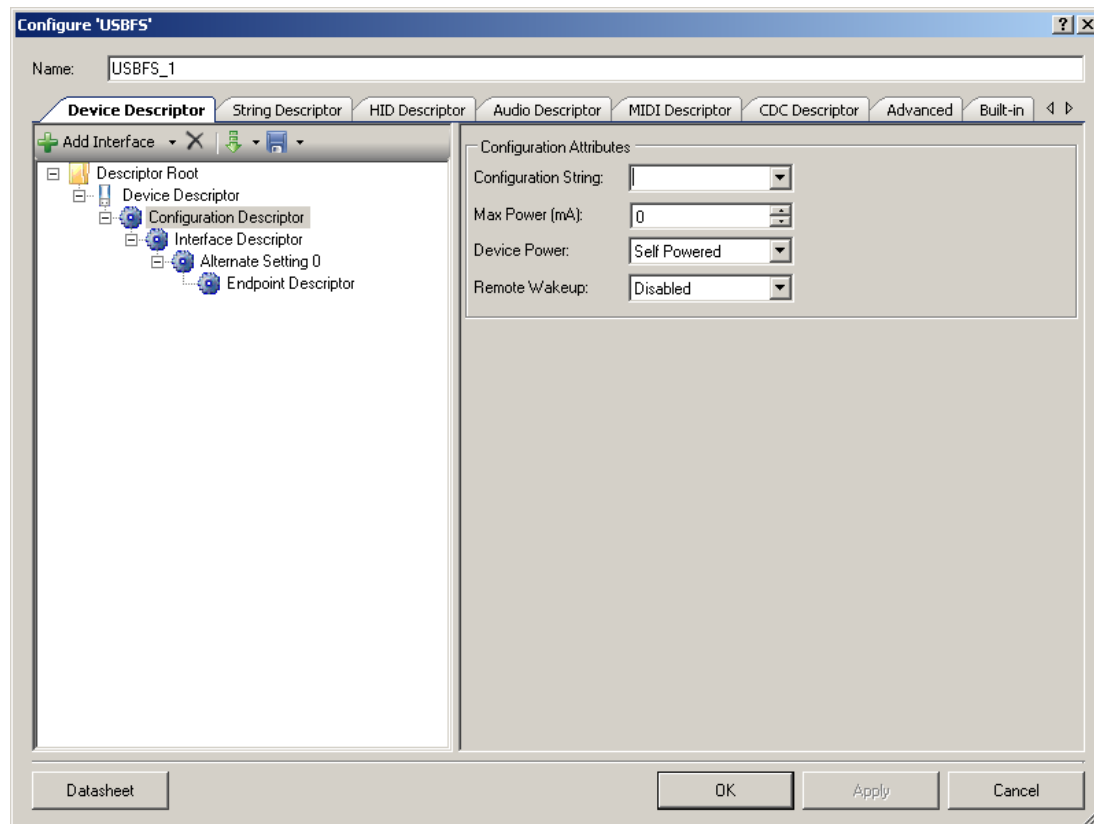 Configure 'USBFS'
Name: USBFS_1
Device Descriptor String Descriptor HID Descriptor Audio Descriptor MIDI Descriptor CDC Descriptor Advanced Built-in
Add Interface
Descriptor Root
Device Descriptor
Configuration Descriptor
Interface Descriptor
Alternate Setting 0
Endpoint Descriptor
Configuration Attributes
Configuration String:
Max Power (mA): 0
Device Power: Self Powered
Remote Wakeup: Disabled
Datasheet OK Apply Cancel